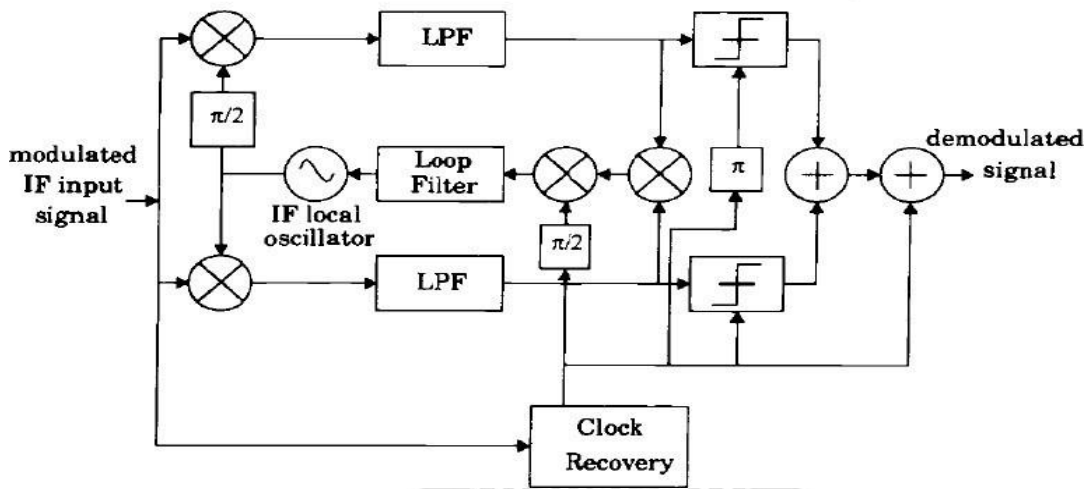 LPF
π/2
demodulated
signal
modulated
IF input
signal
Loop
Filter
π
IF local
oscillator
π/2
LPF
Clock
Recovery